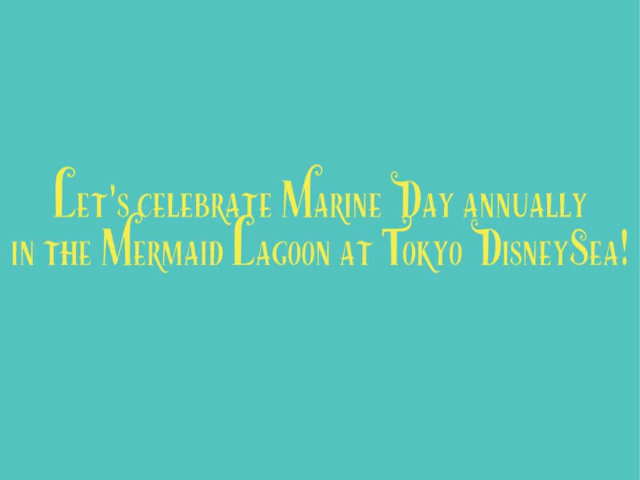 Let's celebrate Marine Day annually
in the Mermaid Lagoon at Tokyo DisneySea!